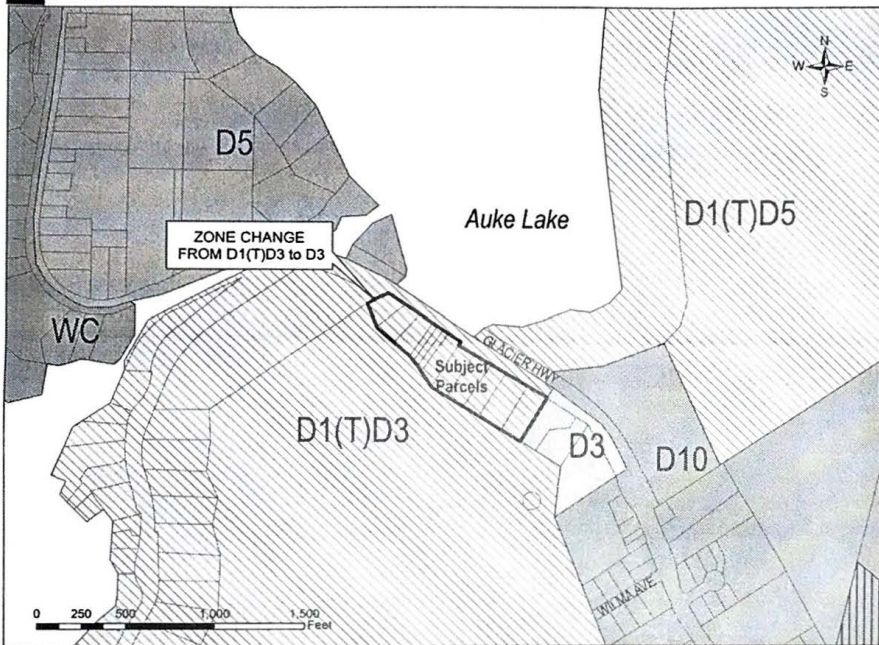 N
W E
S
D5
Auke Lake
D1(T)D5
ZONE CHANGE
FROM D1(T)D3 to D3
WC
GLACIER HWY
Subject
Parcels
D1(T)D3
D3
D10
WILMA AVE
0 250 500 1,000 1,500
Feet